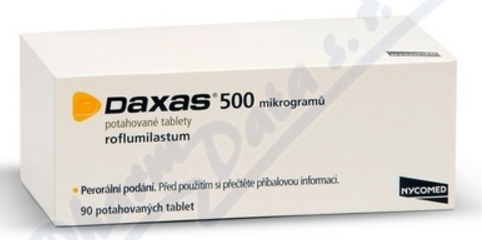 DAXAS® 500 mikrogramů
potahované tablety
roflumilastum
• Perorální podání. Před použitím si přečtěte příbalovou informaci.
90 potahovaných tablet
NYCOMED